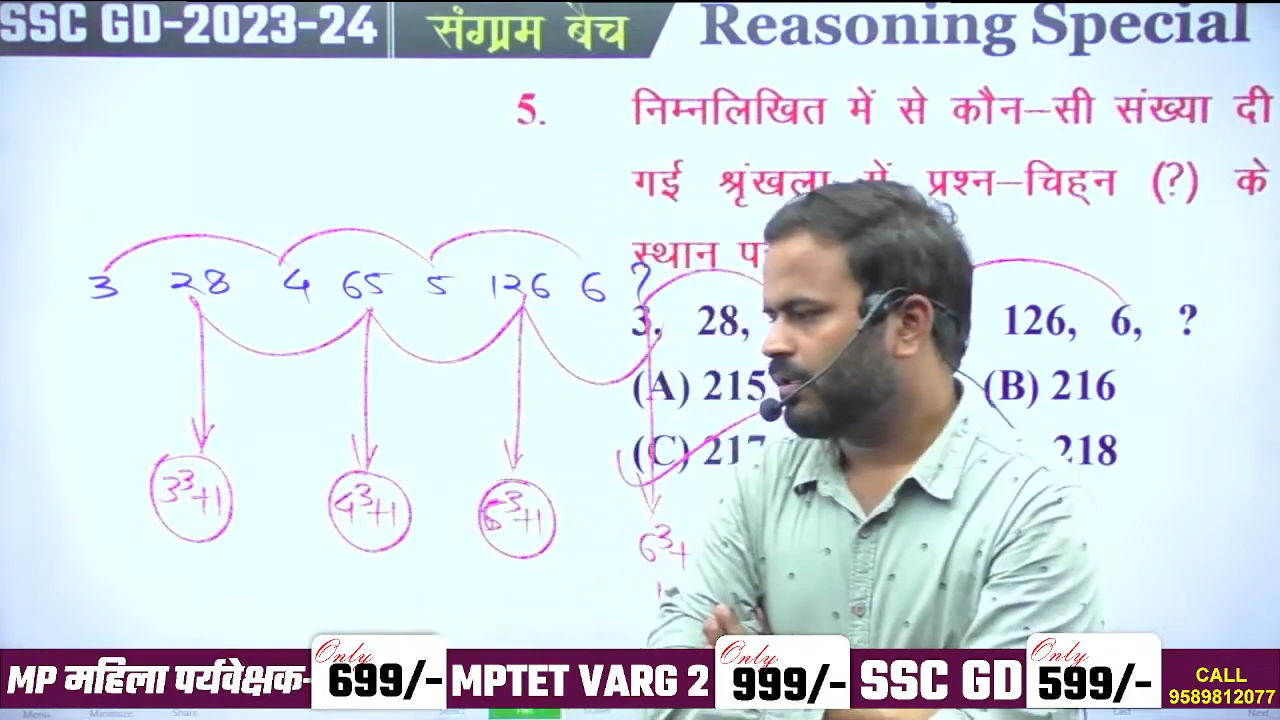 SSC GD-2023-24 संग्राम बैच Reasoning Special
5. निम्नलिखित में से कौन–सी संख्या दी
गई श्रृंखला में प्रश्न–चिह्न (?) के
स्थान
3, 28, 126, 6, ?
(A) 215 (B) 216
(C) 217 218
3 28 4 65 5 126 6 ?
3³+1 4³+1 5³+1 6³+
MP महिला पर्यवेक्षक- Only 699/- MPTET VARG 2 Only 999/- SSC GD Only 599/- CALL
9589812077